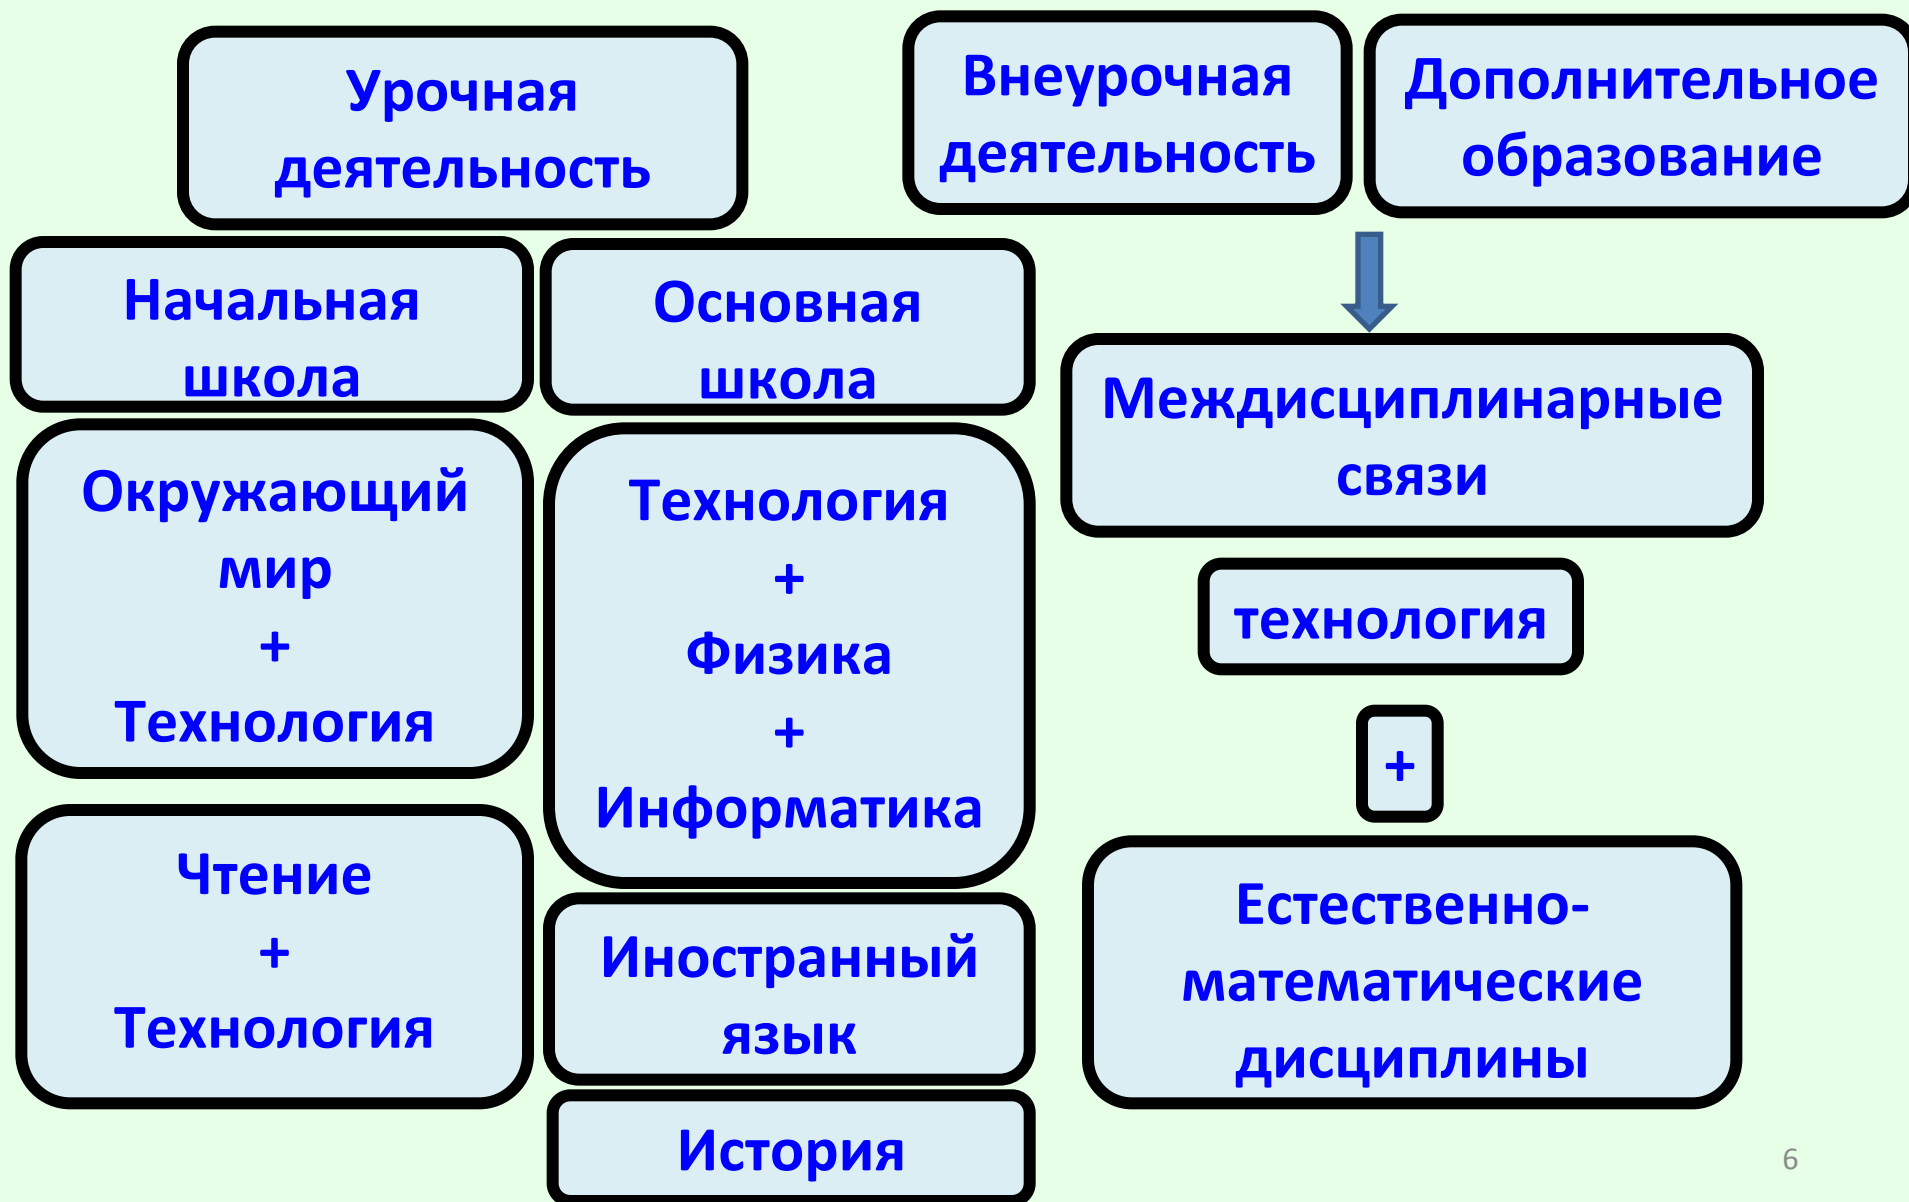 Урочная
деятельность
Внеурочная
деятельность
Дополнительное
образование
Начальная
школа
Основная
школа
Окружающий
мир
+
Технология
Чтение
+
Технология
Технология
+
Физика
+
Информатика
Иностранный
язык
История
Междисциплинарные
связи
технология
+
Естественно-
математические
дисциплины
6